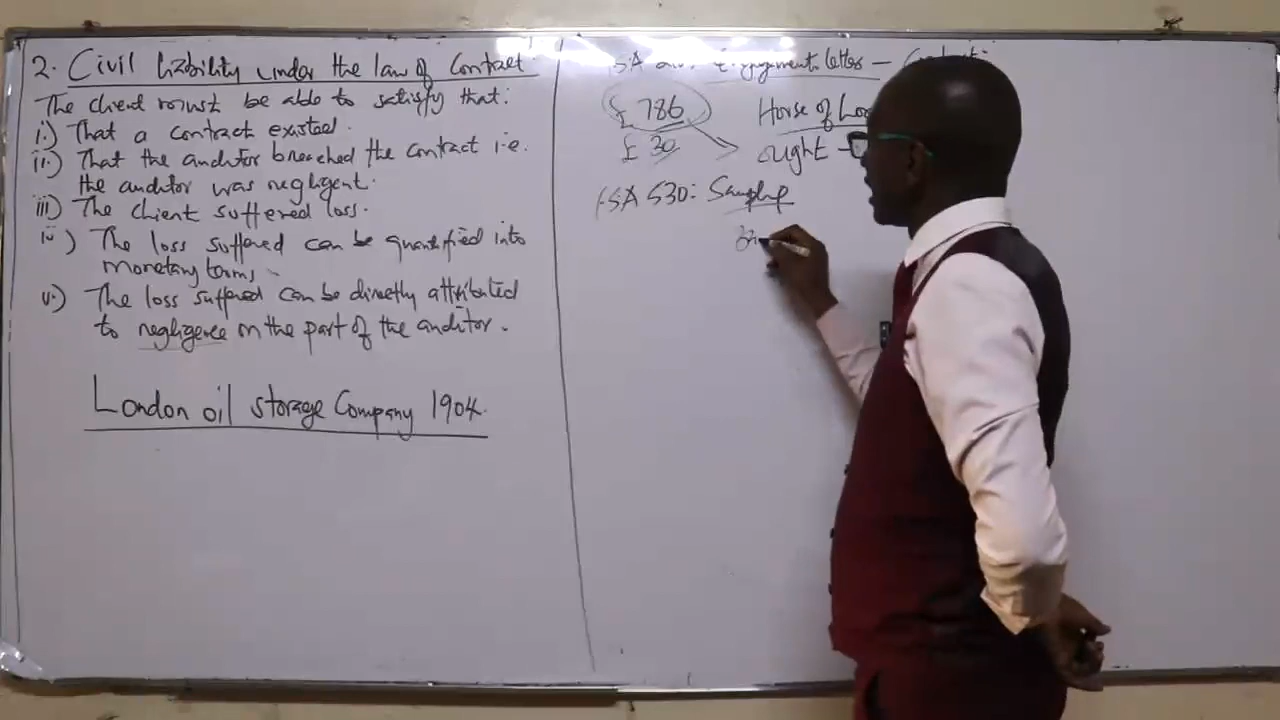 2. Civil liability under the law of Contract.
The client must be able to satisfy that:
i.) That a contract existed.
ii.) That the auditor breached the contract i.e.
the auditor was negligent.
iii) The client suffered loss.
iv) The loss suffered can be quantified into
monetary terms
v.) The loss suffered can be directly attributed
to negligence on the part of the auditor.
London oil storage Company 1904.
ISA Engagement letter –
£ 786 House of
£ 30 ought –
ISA 530: Sampling